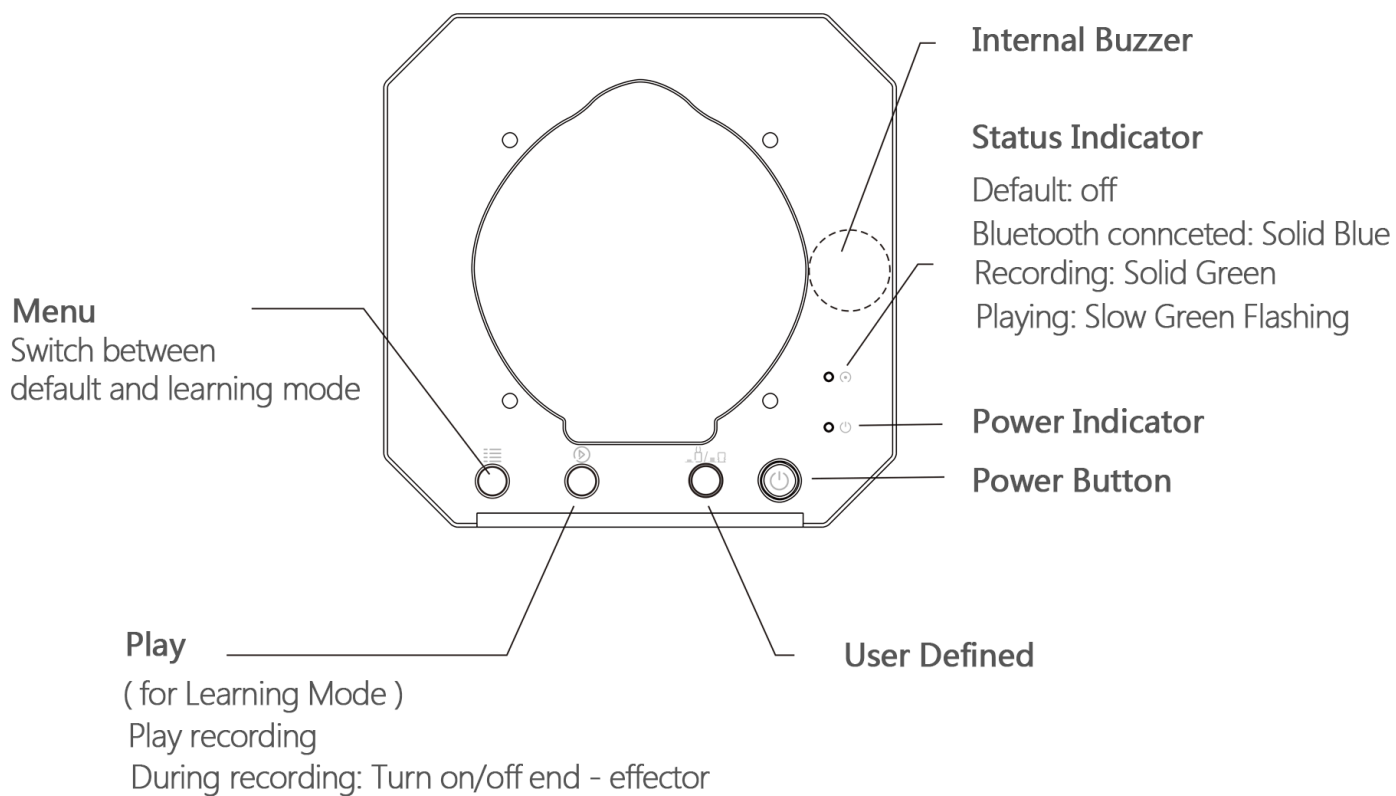 Internal Buzzer
Status Indicator
Default: off
Bluetooth connceted: Solid Blue
Recording: Solid Green
Playing: Slow Green Flashing
Menu
Switch between
default and learning mode
Power Indicator
Power Button
Play
( for Learning Mode )
Play recording
During recording: Turn on/off end - effector
User Defined